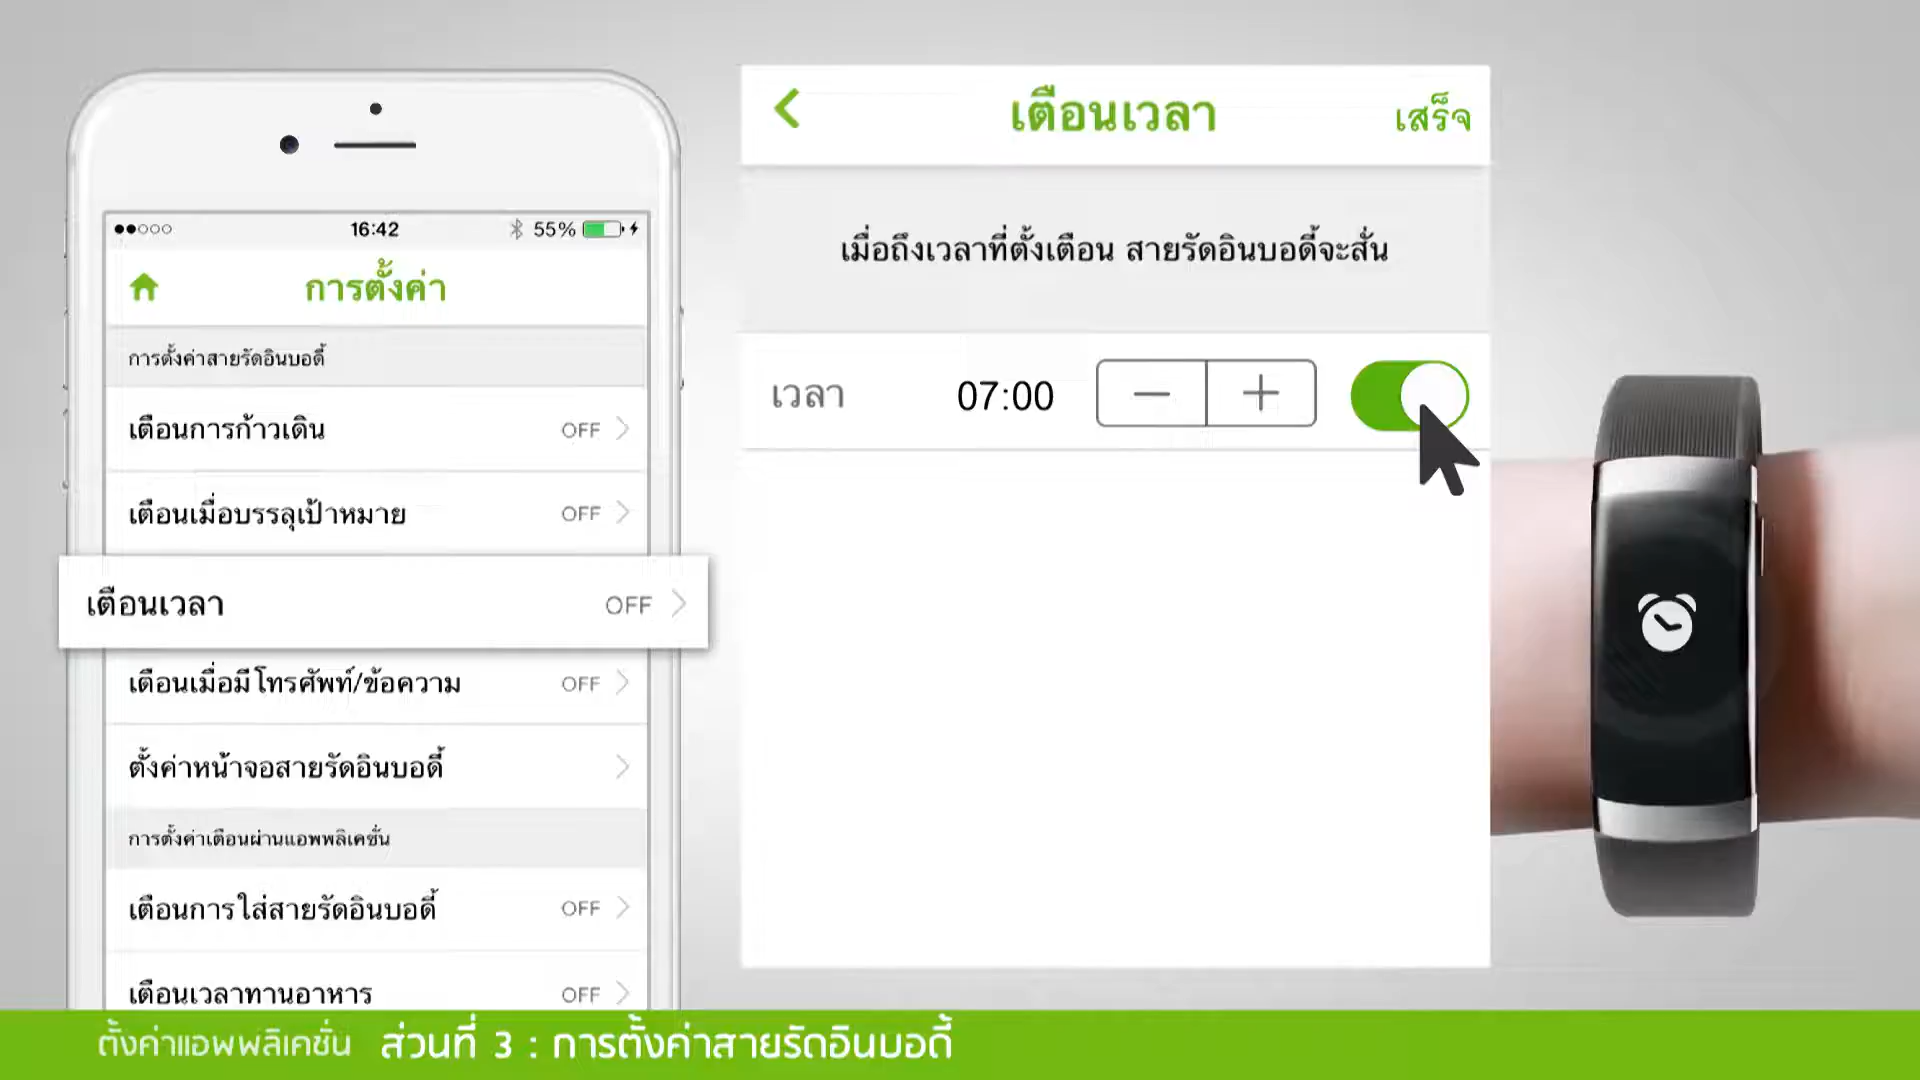 16:42
55%
การตั้งค่า
การตั้งค่าสายรัดอินบอดี้
เตือนการก้าวเดิน OFF
เตือนเมื่อบรรลุเป้าหมาย OFF
เตือนเวลา OFF
เตือนเมื่อมีโทรศัพท์/ข้อความ OFF
ตั้งค่าหน้าจอสายรัดอินบอดี้
การตั้งค่าเตือนผ่านแอพพลิเคชั่น
เตือนการใส่สายรัดอินบอดี้ OFF
เตือนเวลาทานอาหาร OFF
เตือนเวลา
เสร็จ
เมื่อถึงเวลาที่ตั้งเตือน สายรัดอินบอดี้จะสั่น
เวลา 07:00
ตั้งค่าแอพพลิเคชั่น ส่วนที่ 3 : การตั้งค่าสายรัดอินบอดี้